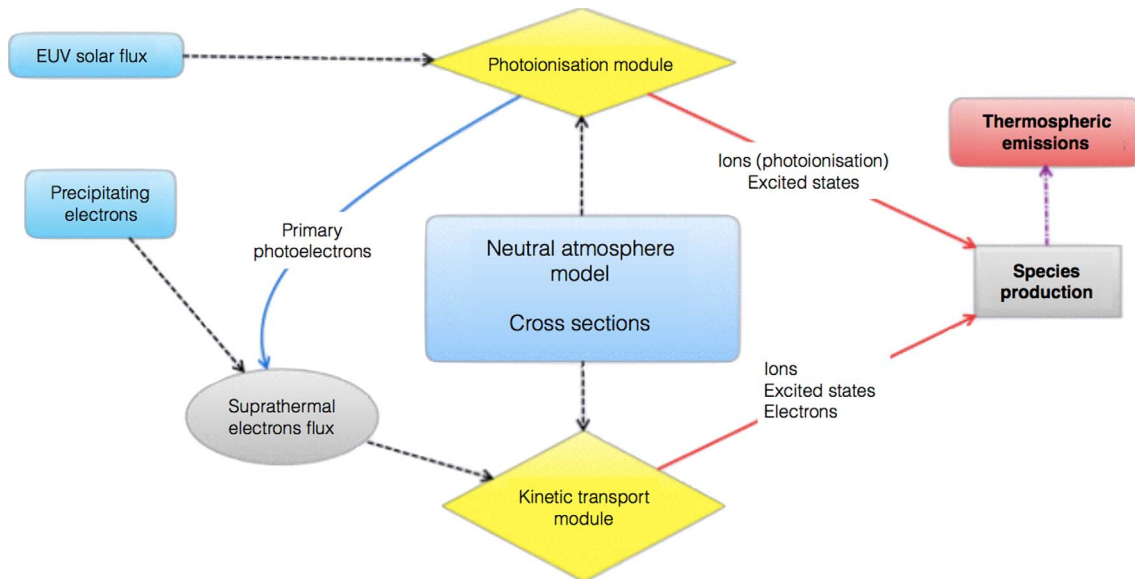 EUV solar flux
Photoionisation module
Thermospheric
emissions
Ions (photoionisation)
Excited states
Precipitating
electrons
Primary
photoelectrons
Neutral atmosphere
model
Cross sections
Species
production
Ions
Excited states
Electrons
Suprathermal
electrons flux
Kinetic transport
module